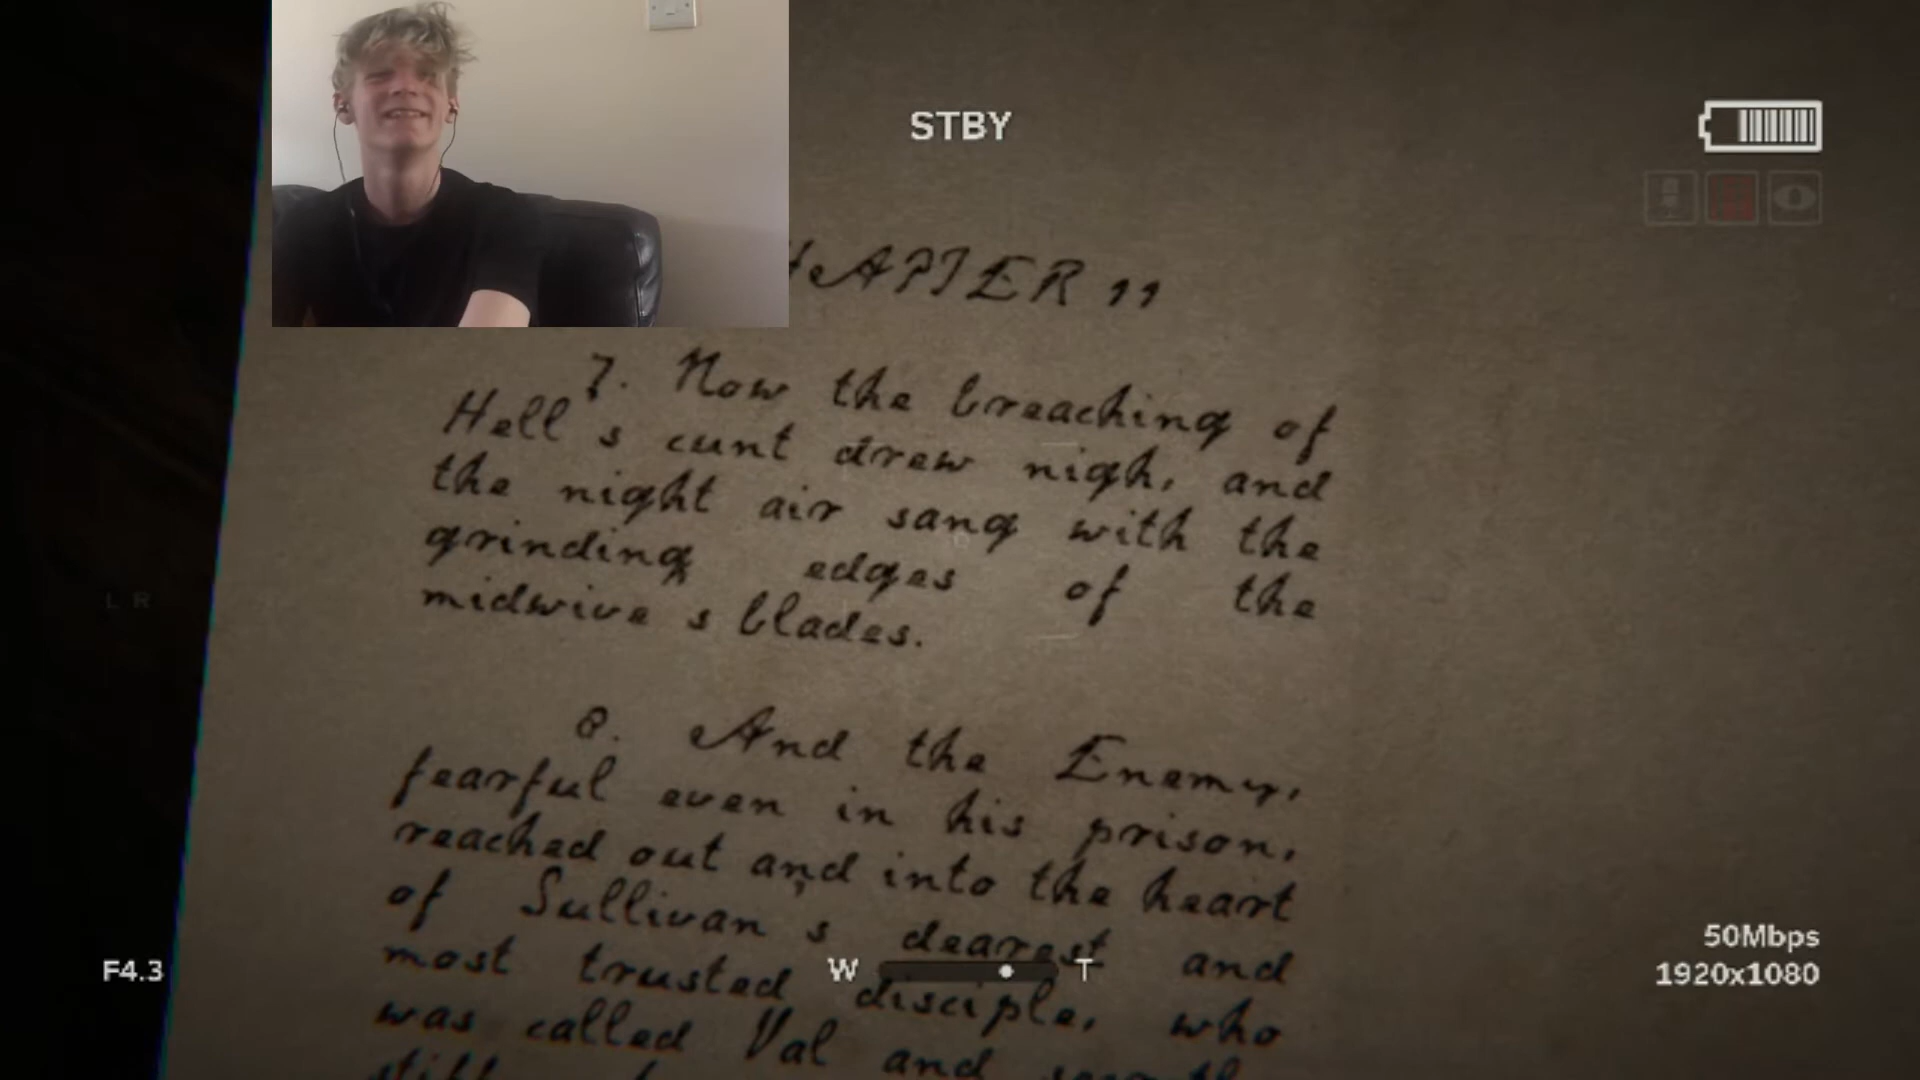 STBY
HAPTER 11
7. Now the breaching of
Hell s cunt drew nigh, and
the night air sang with the
grinding edges of the
midwive s blades.
8. And the Enemy,
fearful even in his prison,
reached out and into the heart
of Sullivan s dearest and
most trusted disciple, who
was called Val and
L R
F4.3
W T
50Mbps
1920x1080